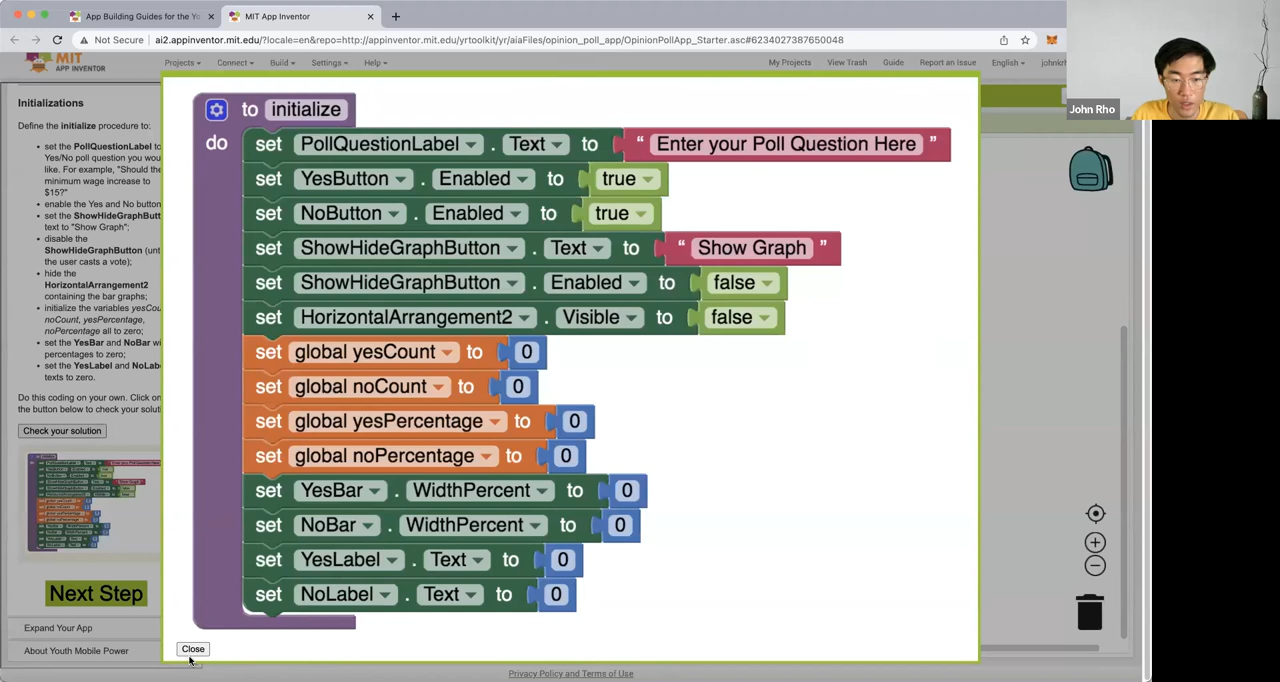 App Building Guides for the Yo
MIT App Inventor
Not Secure
ai2.appinventor.mit.edu/?locale=en&repo=http://appinventor.mit.edu/yrtoolkit/yr/aiaFiles/opinion_poll_app/OpinionPollApp_Starter.asc#6234027387650048
John Rho
MIT
APP INVENTOR
Projects
Connect
Build
Settings
Help
My Projects
View Trash
Guide
Report an Issue
English
Initializations
Define the initialize procedure to:
set the PollQuestionLabel to
Yes/No poll question you wou
like. For example, "Should the
minimum wage increase to
$15?"
enable the Yes and No button
set the ShowHideGraphButt
text to "Show Graph";
disable the
ShowHideGraphButton (unt
the user casts a vote);
hide the
HorizontalArrangement2
containing the bar graphs;
initialize the variables yesCou
noCount, yesPercentage,
noPercentage all to zero;
set the YesBar and NoBar wi
percentages to zero;
set the YesLabel and NoLabe
texts to zero.
Do this coding on your own. Click on
the button below to check your soluti
Check your solution
Next Step
Expand Your App
About Youth Mobile Power
to initialize
do
set PollQuestionLabel . Text to “ Enter your Poll Question Here ”
set YesButton . Enabled to true
set NoButton . Enabled to true
set ShowHideGraphButton . Text to “ Show Graph ”
set ShowHideGraphButton . Enabled to false
set HorizontalArrangement2 . Visible to false
set global yesCount to 0
set global noCount to 0
set global yesPercentage to 0
set global noPercentage to 0
set YesBar . WidthPercent to 0
set NoBar . WidthPercent to 0
set YesLabel . Text to 0
set NoLabel . Text to 0
Close
Privacy Policy and Terms of Use